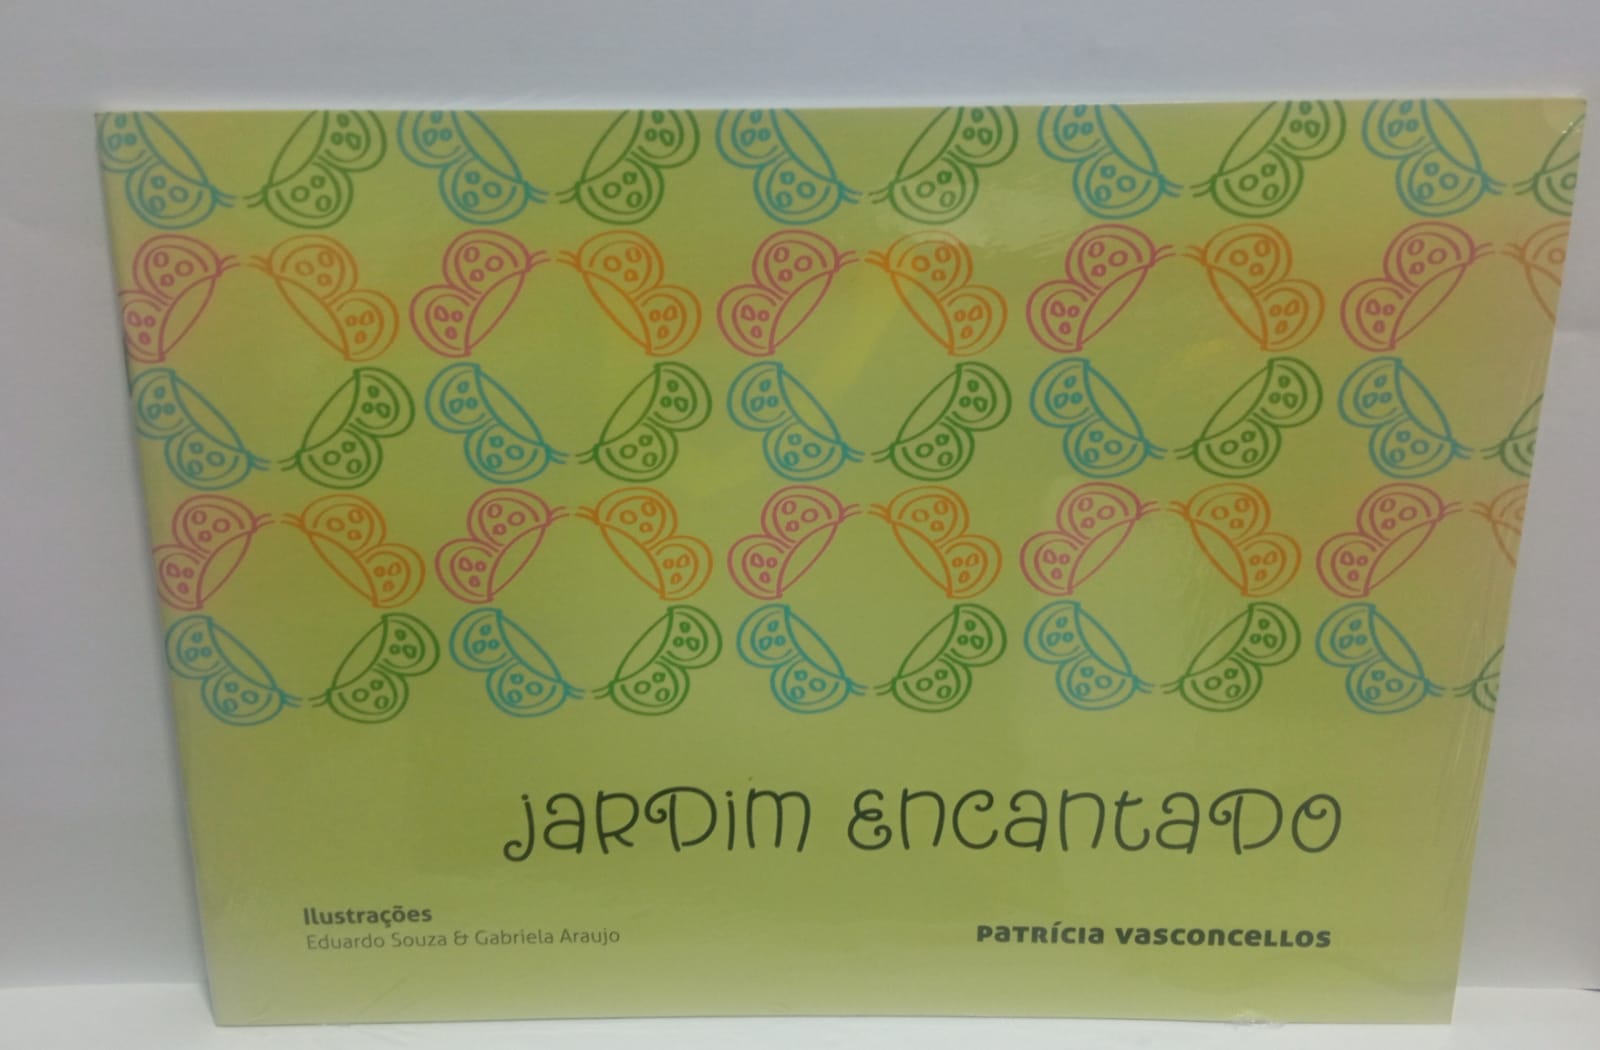 Jardim Encantado
Ilustrações
Eduardo Souza & Gabriela Araujo
Patrícia Vasconcellos